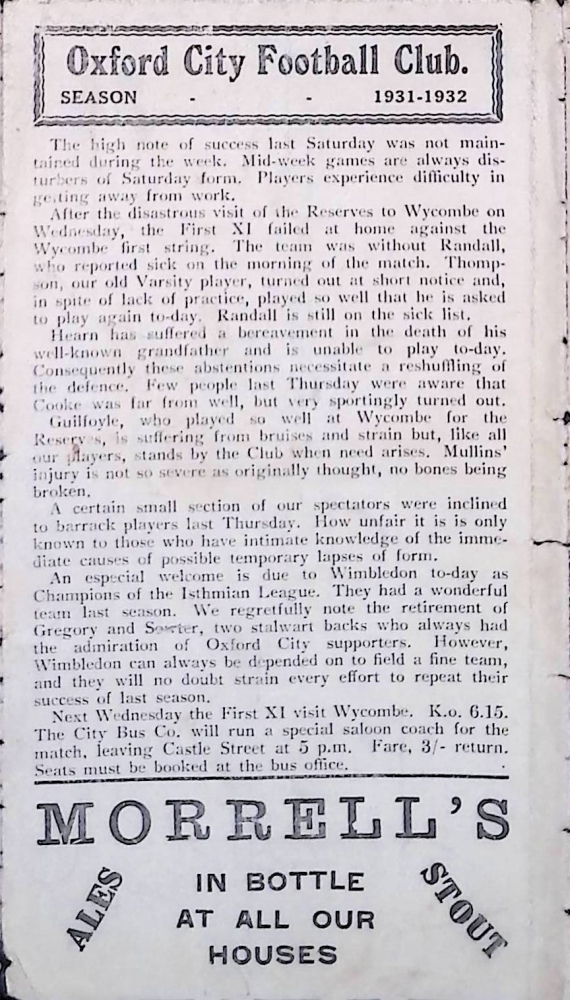 Oxford City Football Club.
SEASON - - 1931-1932
The high note of success last Saturday was not main-
tained during the week. Mid-week games are always dis-
turbers of Saturday form. Players experience difficulty in
getting away from work.
After the disastrous visit of the Reserves to Wycombe on
Wednesday, the First XI failed at home against the
Wycombe first string. The team was without Randall,
who reported sick on the morning of the match. Thomp-
son, our old Varsity player, turned out at short notice and,
in spite of lack of practice, played so well that he is asked
to play again to-day. Randall is still on the sick list.
Hearn has suffered a bereavement in the death of his
well-known grandfather and is unable to play to-day.
Consequently these abstentions necessitate a reshuffling of
the defence. Few people last Thursday were aware that
Cooke was far from well, but very sportingly turned out.
Guilfoyle, who played so well at Wycombe for the
Reserves, is suffering from bruises and strain but, like all
our players, stands by the Club when need arises. Mullins'
injury is not so severe as originally thought, no bones being
broken.
A certain small section of our spectators were inclined
to barrack players last Thursday. How unfair it is is only
known to those who have intimate knowledge of the imme-
diate causes of possible temporary lapses of form.
An especial welcome is due to Wimbledon to-day as
Champions of the Isthmian League. They had a wonderful
team last season. We regretfully note the retirement of
Gregory and two stalwart backs who always had
the admiration of Oxford City supporters. However,
Wimbledon can always be depended on to field a fine team,
and they will no doubt strain every effort to repeat their
success of last season.
Next Wednesday the First XI visit Wycombe. K.o. 6.15.
The City Bus Co. will run a special saloon coach for the
match, leaving Castle Street at 5 p.m. Fare, 3/- return.
Seats must be booked at the bus office.
MORRELL'S
ALES
IN BOTTLE
AT ALL OUR
HOUSES
STOUT